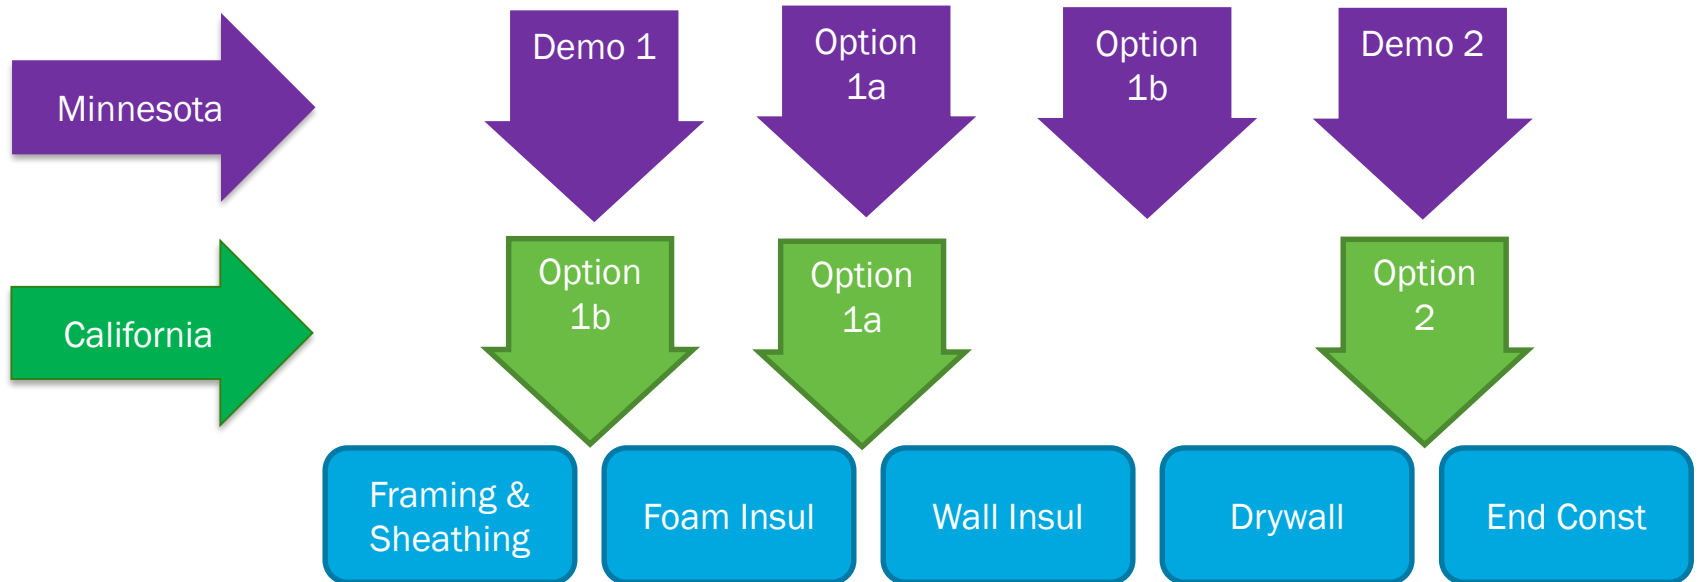 Minnesota
Demo 1
Option
1a
Option
1b
Demo 2
California
Option
1b
Option
1a
Option
2
Framing &
Sheathing
Foam Insul
Wall Insul
Drywall
End Const